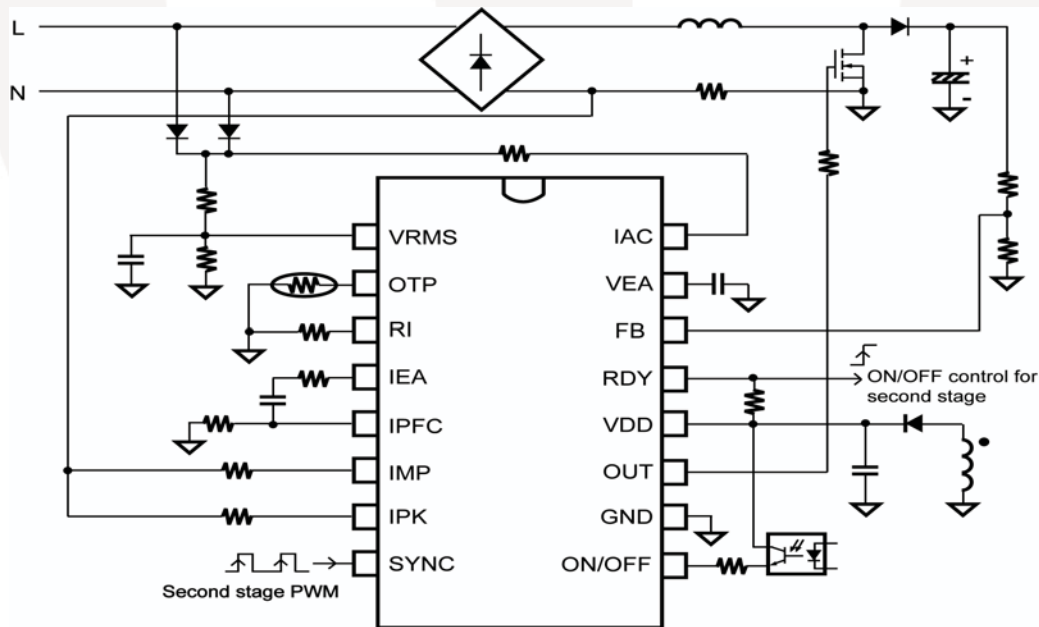 L
N
+
-
VRMS
OTP
RI
IEA
IPFC
IMP
IPK
SYNC
IAC
VEA
FB
RDY
VDD
OUT
GND
ON/OFF
ON/OFF control for
second stage
Second stage PWM